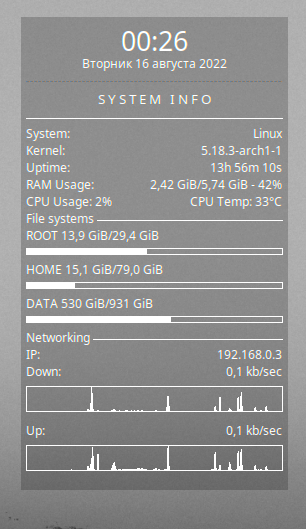 00:26
Вторник 16 августа 2022
SYSTEM INFO
System: Linux
Kernel: 5.18.3-arch1-1
Uptime: 13h 56m 10s
RAM Usage: 2,42 GiB/5,74 GiB - 42%
CPU Usage: 2% CPU Temp: 33°C
File systems
ROOT 13,9 GiB/29,4 GiB
HOME 15,1 GiB/79,0 GiB
DATA 530 GiB/931 GiB
Networking
IP: 192.168.0.3
Down: 0,1 kb/sec
Up: 0,1 kb/sec